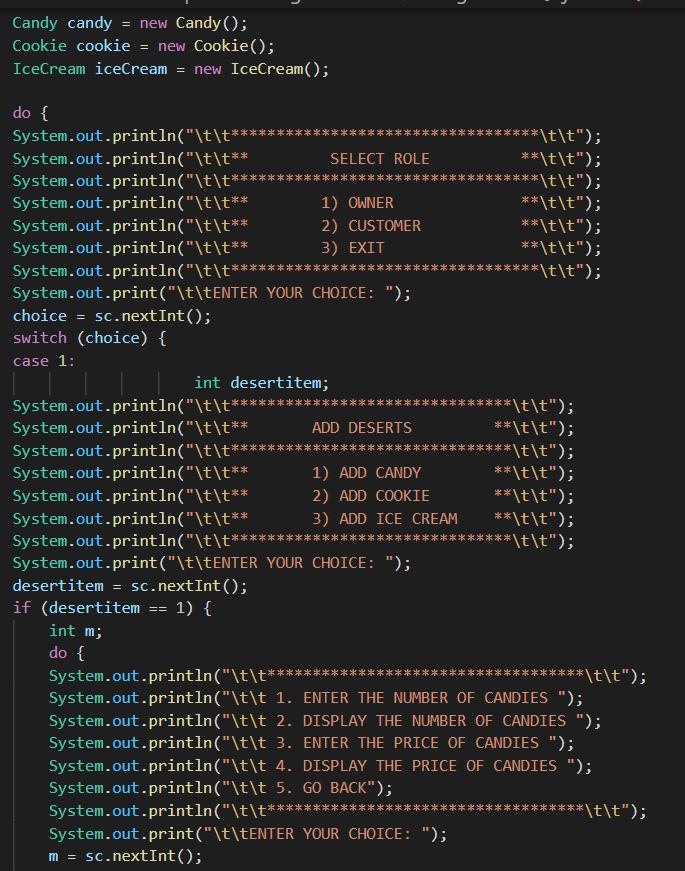 Candy candy = new Candy();
Cookie cookie = new Cookie();
IceCream iceCream = new IceCream();
do {
System.out.println("\t\t**********************************\t\t");
System.out.println("\t\t**         SELECT ROLE          **\t\t");
System.out.println("\t\t**********************************\t\t");
System.out.println("\t\t**        1) OWNER              **\t\t");
System.out.println("\t\t**        2) CUSTOMER           **\t\t");
System.out.println("\t\t**        3) EXIT               **\t\t");
System.out.println("\t\t**********************************\t\t");
System.out.print("\t\tENTER YOUR CHOICE: ");
choice = sc.nextInt();
switch (choice) {
case 1:
                    int desertitem;
System.out.println("\t\t*******************************\t\t");
System.out.println("\t\t**       ADD DESERTS         **\t\t");
System.out.println("\t\t*******************************\t\t");
System.out.println("\t\t**       1) ADD CANDY        **\t\t");
System.out.println("\t\t**       2) ADD COOKIE       **\t\t");
System.out.println("\t\t**       3) ADD ICE CREAM    **\t\t");
System.out.println("\t\t*******************************\t\t");
System.out.print("\t\tENTER YOUR CHOICE: ");
desertitem = sc.nextInt();
if (desertitem == 1) {
    int m;
    do {
    System.out.println("\t\t***********************************\t\t");
    System.out.println("\t\t 1. ENTER THE NUMBER OF CANDIES ");
    System.out.println("\t\t 2. DISPLAY THE NUMBER OF CANDIES ");
    System.out.println("\t\t 3. ENTER THE PRICE OF CANDIES ");
    System.out.println("\t\t 4. DISPLAY THE PRICE OF CANDIES ");
    System.out.println("\t\t 5. GO BACK");
    System.out.println("\t\t***********************************\t\t");
    System.out.print("\t\tENTER YOUR CHOICE: ");
    m = sc.nextInt();